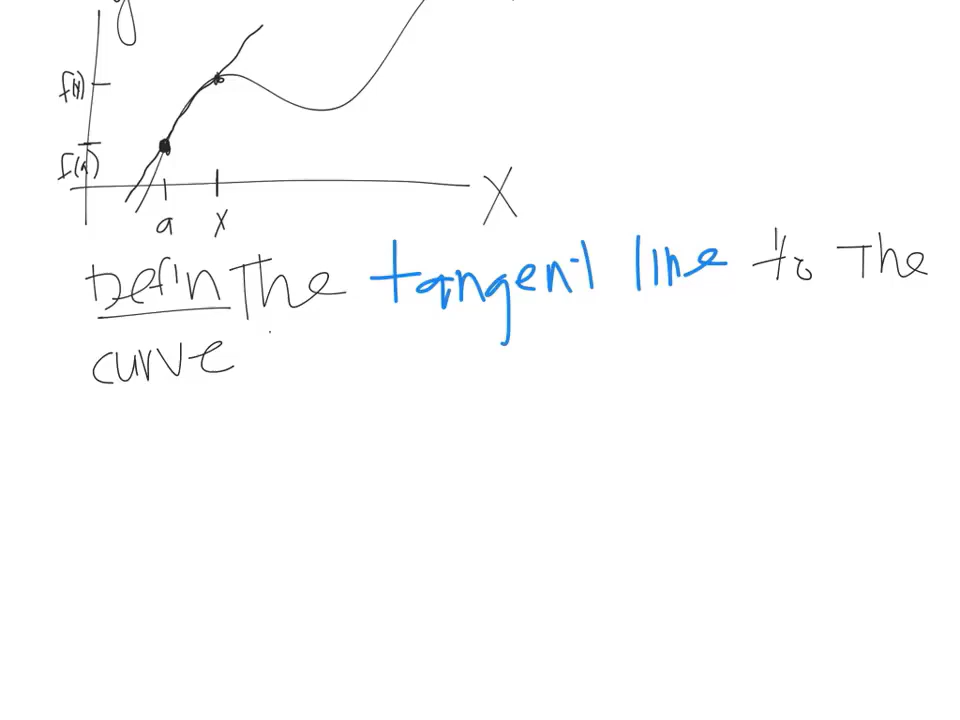 y
f(x)
f(a)
a x
X
Defin The tangent line to The
curve